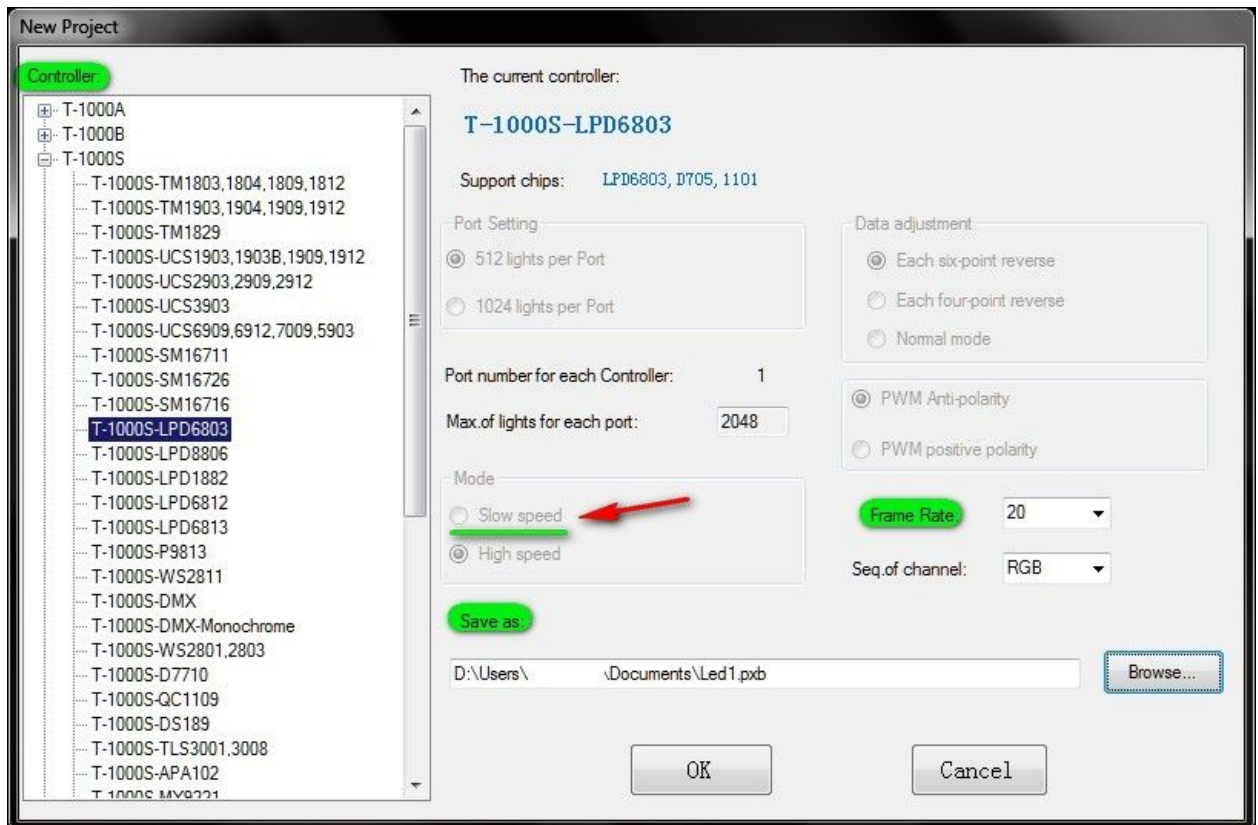 New Project
Controller:
T-1000A
T-1000B
T-1000S
T-1000S-TM1803,1804,1809,1812
T-1000S-TM1903,1904,1909,1912
T-1000S-TM1829
T-1000S-UCS1903,1903B,1909,1912
T-1000S-UCS2903,2909,2912
T-1000S-UCS3903
T-1000S-UCS6909,6912,7009,5903
T-1000S-SM16711
T-1000S-SM16726
T-1000S-SM16716
T-1000S-LPD6803
T-1000S-LPD8806
T-1000S-LPD1882
T-1000S-LPD6812
T-1000S-LPD6813
T-1000S-P9813
T-1000S-WS2811
T-1000S-DMX
T-1000S-DMX-Monochrome
T-1000S-WS2801,2803
T-1000S-D7710
T-1000S-QC1109
T-1000S-DS189
T-1000S-TLS3001,3008
T-1000S-APA102
T-1000S-MY9221
The current controller:
T-1000S-LPD6803
Support chips: LPD6803, D705, 1101
Port Setting
512 lights per Port
1024 lights per Port
Port number for each Controller: 1
Max.of lights for each port: 2048
Mode
Slow speed
High speed
Data adjustment
Each six-point reverse
Each four-point reverse
Normal mode
PWM Anti-polarity
PWM positive polarity
Frame Rate: 20
Seq.of channel: RGB
Save as:
D:\Users\ \Documents\Led1.pxb
Browse...
OK
Cancel